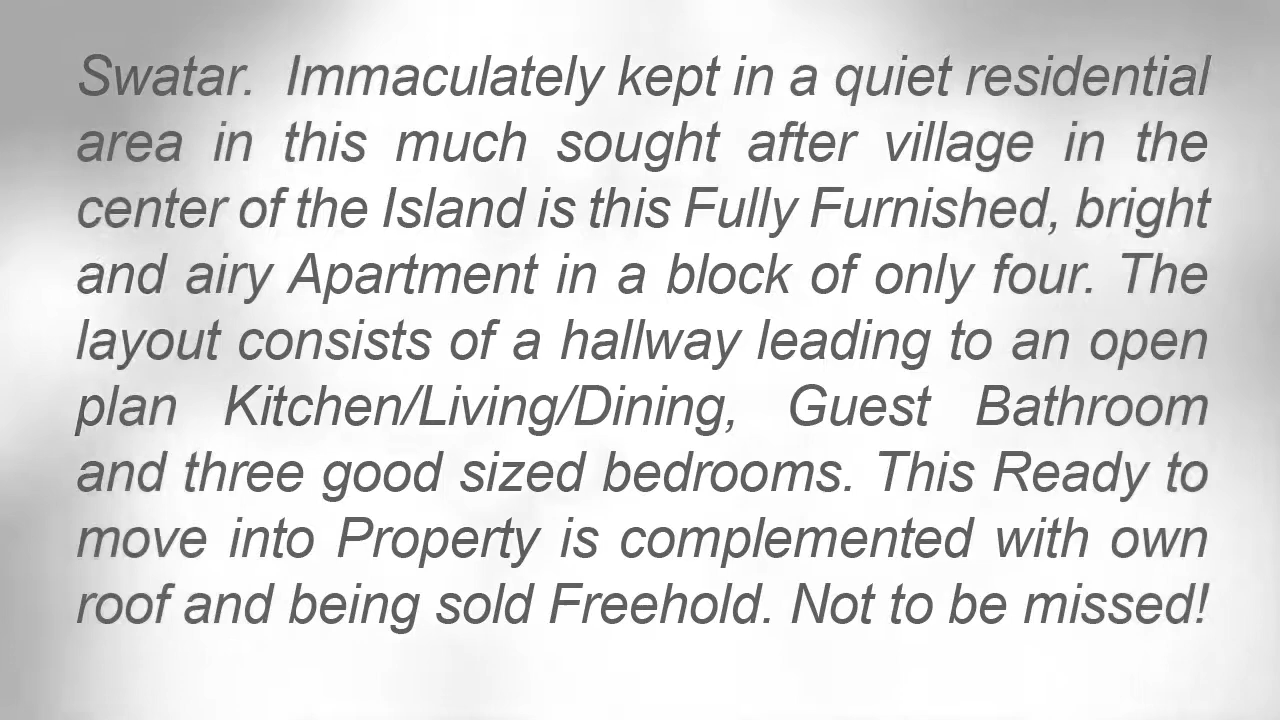 Swatar. Immaculately kept in a quiet residential
area in this much sought after village in the
center of the Island is this Fully Furnished, bright
and airy Apartment in a block of only four. The
layout consists of a hallway leading to an open
plan Kitchen/Living/Dining, Guest Bathroom
and three good sized bedrooms. This Ready to
move into Property is complemented with own
roof and being sold Freehold. Not to be missed!